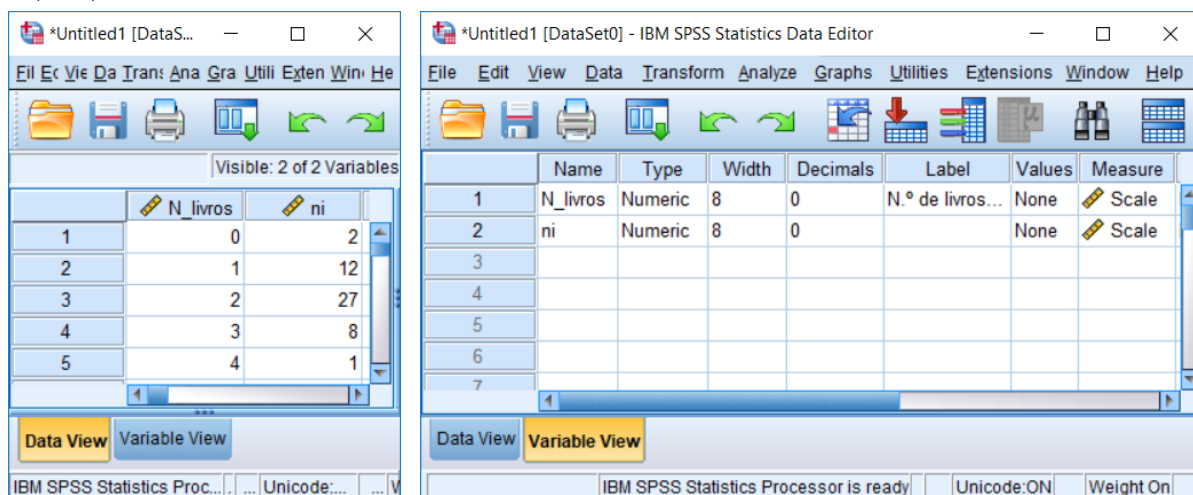 *Untitled1 [DataS...
Fil Ec Vie Da Trans Ana Gra Utili Exten Win He
Visible: 2 of 2 Variables
N_livros ni
1 0 2
2 1 12
3 2 27
4 3 8
5 4 1
Data View Variable View
IBM SPSS Statistics Proc... ... Unicode:... ...
*Untitled1 [DataSet0] - IBM SPSS Statistics Data Editor
File Edit View Data Transform Analyze Graphs Utilities Extensions Window Help
Name Type Width Decimals Label Values Measure
1 N_livros Numeric 8 0 N.º de livros... None Scale
2 ni Numeric 8 0 None Scale
3
4
5
6
7
Data View Variable View
IBM SPSS Statistics Processor is ready Unicode:ON Weight On